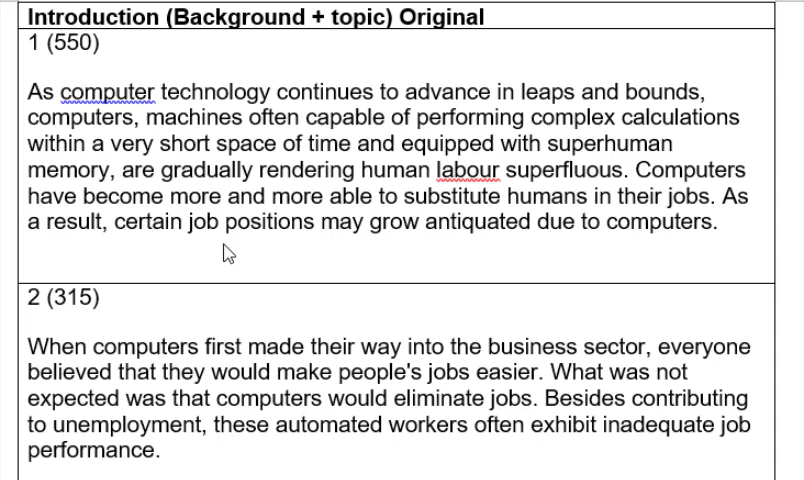 Introduction (Background + topic) Original
1 (550)
As computer technology continues to advance in leaps and bounds,
computers, machines often capable of performing complex calculations
within a very short space of time and equipped with superhuman
memory, are gradually rendering human labour superfluous. Computers
have become more and more able to substitute humans in their jobs. As
a result, certain job positions may grow antiquated due to computers.
2 (315)
When computers first made their way into the business sector, everyone
believed that they would make people's jobs easier. What was not
expected was that computers would eliminate jobs. Besides contributing
to unemployment, these automated workers often exhibit inadequate job
performance.